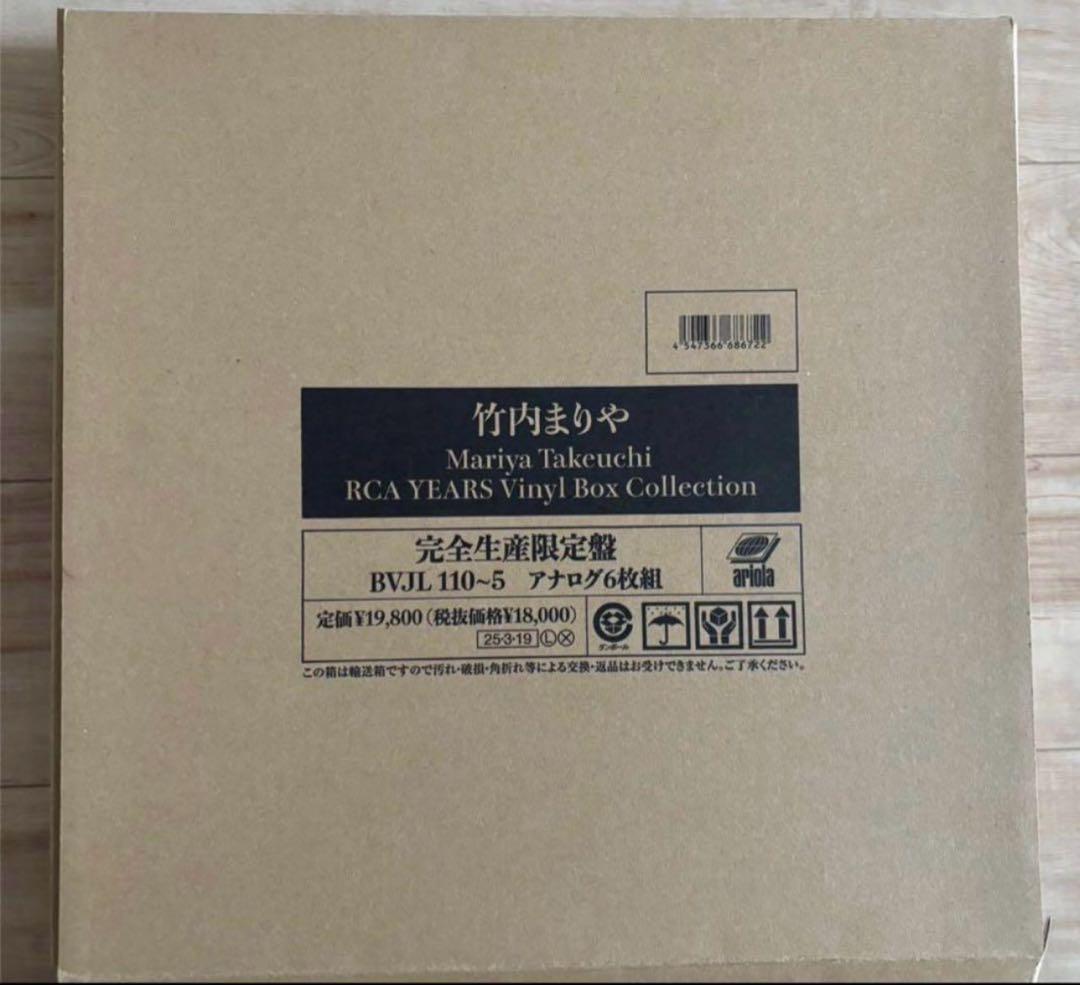 4 547366 686722
竹内まりや
Mariya Takeuchi
RCA YEARS Vinyl Box Collection
完全生産限定盤
BVJL 110~5 アナログ6枚組
ariola
定価¥19,800(税抜価格¥18,000)
25・3・19 Ⓛ Ⓧ
ダンボール
この箱は輸送箱ですので汚れ・破損・角折れ等による交換・返品はお受けできません。ご了承ください。